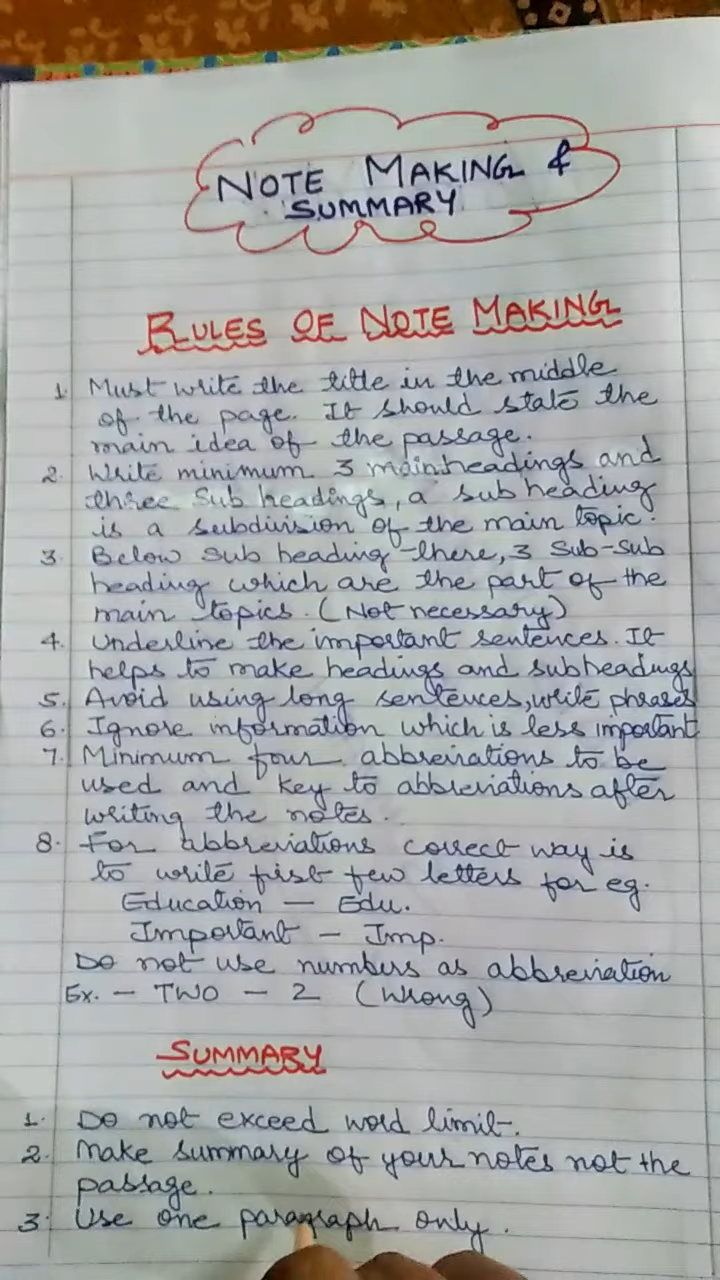 NOTE MAKING &
SUMMARY
RULES OF NOTE MAKING
1. Must write the title in the middle
of the page. It should state the
main idea of the passage.
2. Write minimum 3 main headings and
three Sub headings, a sub heading
is a subdivision of the main topic.
3. Below sub heading there, 3 Sub-sub
heading which are the part of the
main topics. (Not necessary)
4. Underline the important sentences. It
helps to make headings and subheadings
5. Avoid using long sentences, write phrases
6. Ignore information which is less important
7. Minimum four abbreviations to be
used and key to abbreviations after
writing the notes.
8. For abbreviations correct way is
to write first few letters for eg.
Education — Edu.
Important — Imp.
Do not use numbers as abbreviation
Ex. — TWO — 2 (Wrong)
SUMMARY
1. Do not exceed word limit.
2. Make summary of your notes not the
passage.
3. Use one paragraph only.